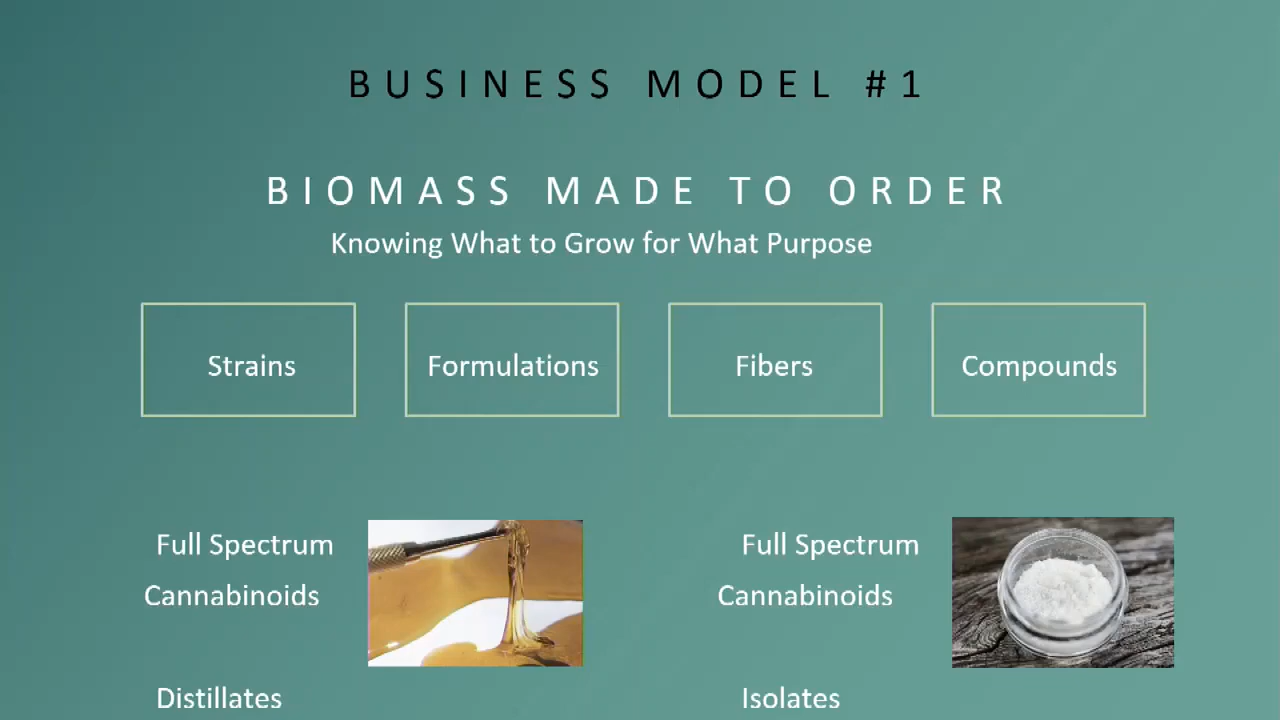 BUSINESS MODEL #1
BIOMASS MADE TO ORDER
Knowing What to Grow for What Purpose
Strains
Formulations
Fibers
Compounds
Full Spectrum
Cannabinoids
Distillates
Full Spectrum
Cannabinoids
Isolates